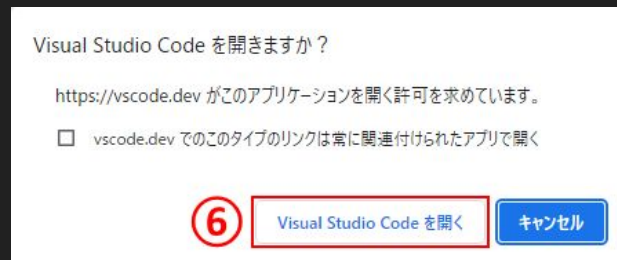 Visual Studio Code を開きますか？
https://vscode.dev がこのアプリケーションを開く許可を求めています。
vscode.dev でのこのタイプのリンクは常に関連付けられたアプリで開く
⑥ Visual Studio Code を開く キャンセル